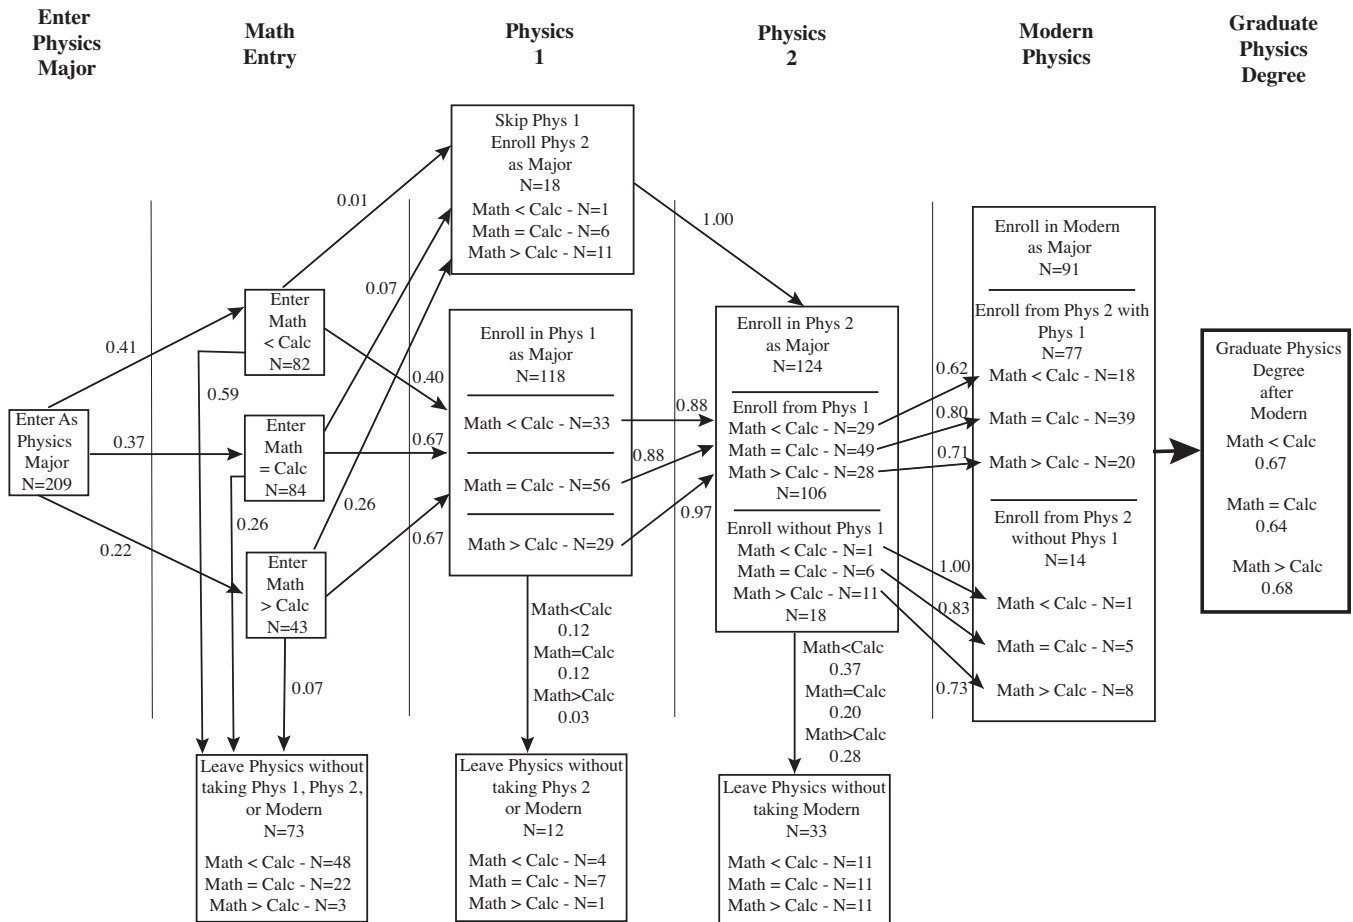 Enter
Physics
Major
Math
Entry
Physics
1
Physics
2
Modern
Physics
Graduate
Physics
Degree
Enter As
Physics
Major
N=209
0.41
0.37
0.22
Enter
Math
< Calc
N=82
Enter
Math
= Calc
N=84
Enter
Math
> Calc
N=43
0.01
0.07
0.26
0.40
0.67
0.67
0.59
0.26
0.07
Leave Physics without
taking Phys 1, Phys 2,
or Modern
N=73
Math < Calc - N=48
Math = Calc - N=22
Math > Calc - N=3
Skip Phys 1
Enroll Phys 2
as Major
N=18
Math < Calc - N=1
Math = Calc - N=6
Math > Calc - N=11
Enroll in Phys 1
as Major
N=118
Math < Calc - N=33
Math = Calc - N=56
Math > Calc - N=29
1.00
0.88
0.88
0.97
Math<Calc
0.12
Math=Calc
0.12
Math>Calc
0.03
Leave Physics without
taking Phys 2
or Modern
N=12
Math < Calc - N=4
Math = Calc - N=7
Math > Calc - N=1
Enroll in Phys 2
as Major
N=124
Enroll from Phys 1
Math < Calc - N=29
Math = Calc - N=49
Math > Calc - N=28
N=106
Enroll without Phys 1
Math < Calc - N=1
Math = Calc - N=6
Math > Calc - N=11
N=18
0.62
0.80
0.71
1.00
0.83
0.73
Math<Calc
0.37
Math=Calc
0.20
Math>Calc
0.28
Leave Physics without
taking Modern
N=33
Math < Calc - N=11
Math = Calc - N=11
Math > Calc - N=11
Enroll in Modern
as Major
N=91
Enroll from Phys 2 with
Phys 1
N=77
Math < Calc - N=18
Math = Calc - N=39
Math > Calc - N=20
Enroll from Phys 2
without Phys 1
N=14
Math < Calc - N=1
Math = Calc - N=5
Math > Calc - N=8
Graduate Physics
Degree
after
Modern
Math < Calc
0.67
Math = Calc
0.64
Math > Calc
0.68